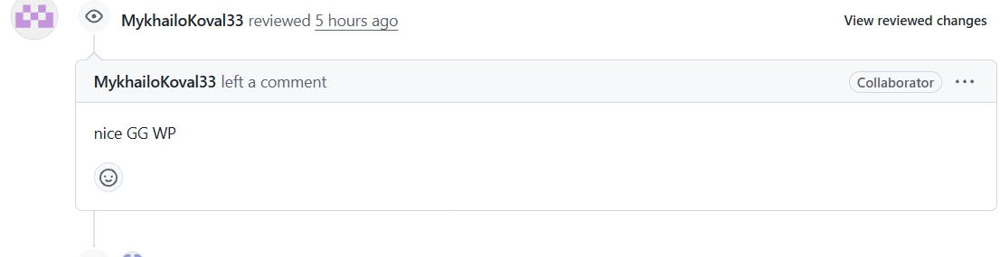 MykhailoKoval33 reviewed 5 hours ago View reviewed changes
MykhailoKoval33 left a comment Collaborator
nice GG WP